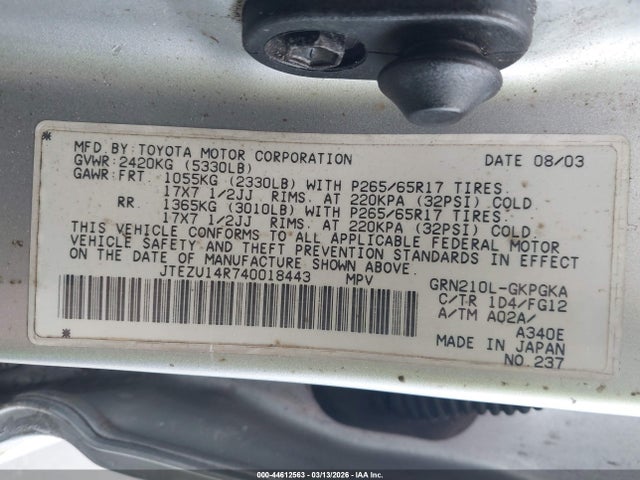 MFD. BY: TOYOTA MOTOR CORPORATION DATE 08/03
GVWR: 2420KG (5330LB)
GAWR: FRT. 1055KG (2330LB) WITH P265/65R17 TIRES.
17X7 1/2JJ RIMS. AT 220KPA (32PSI) COLD.
RR. 1365KG (3010LB) WITH P265/65R17 TIRES.
17X7 1/2JJ RIMS. AT 220KPA (32PSI) COLD.
THIS VEHICLE CONFORMS TO ALL APPLICABLE FEDERAL MOTOR
VEHICLE SAFETY AND THEFT PREVENTION STANDARDS IN EFFECT
ON THE DATE OF MANUFACTURE SHOWN ABOVE.
JTEZU14R740018443 MPV GRN210L-GKPGKA
C/TR 1D4/FG12
A/TM A02A/
A340E
MADE IN JAPAN
NO. 237
000-44612563 - 03/13/2026 - IAA Inc.